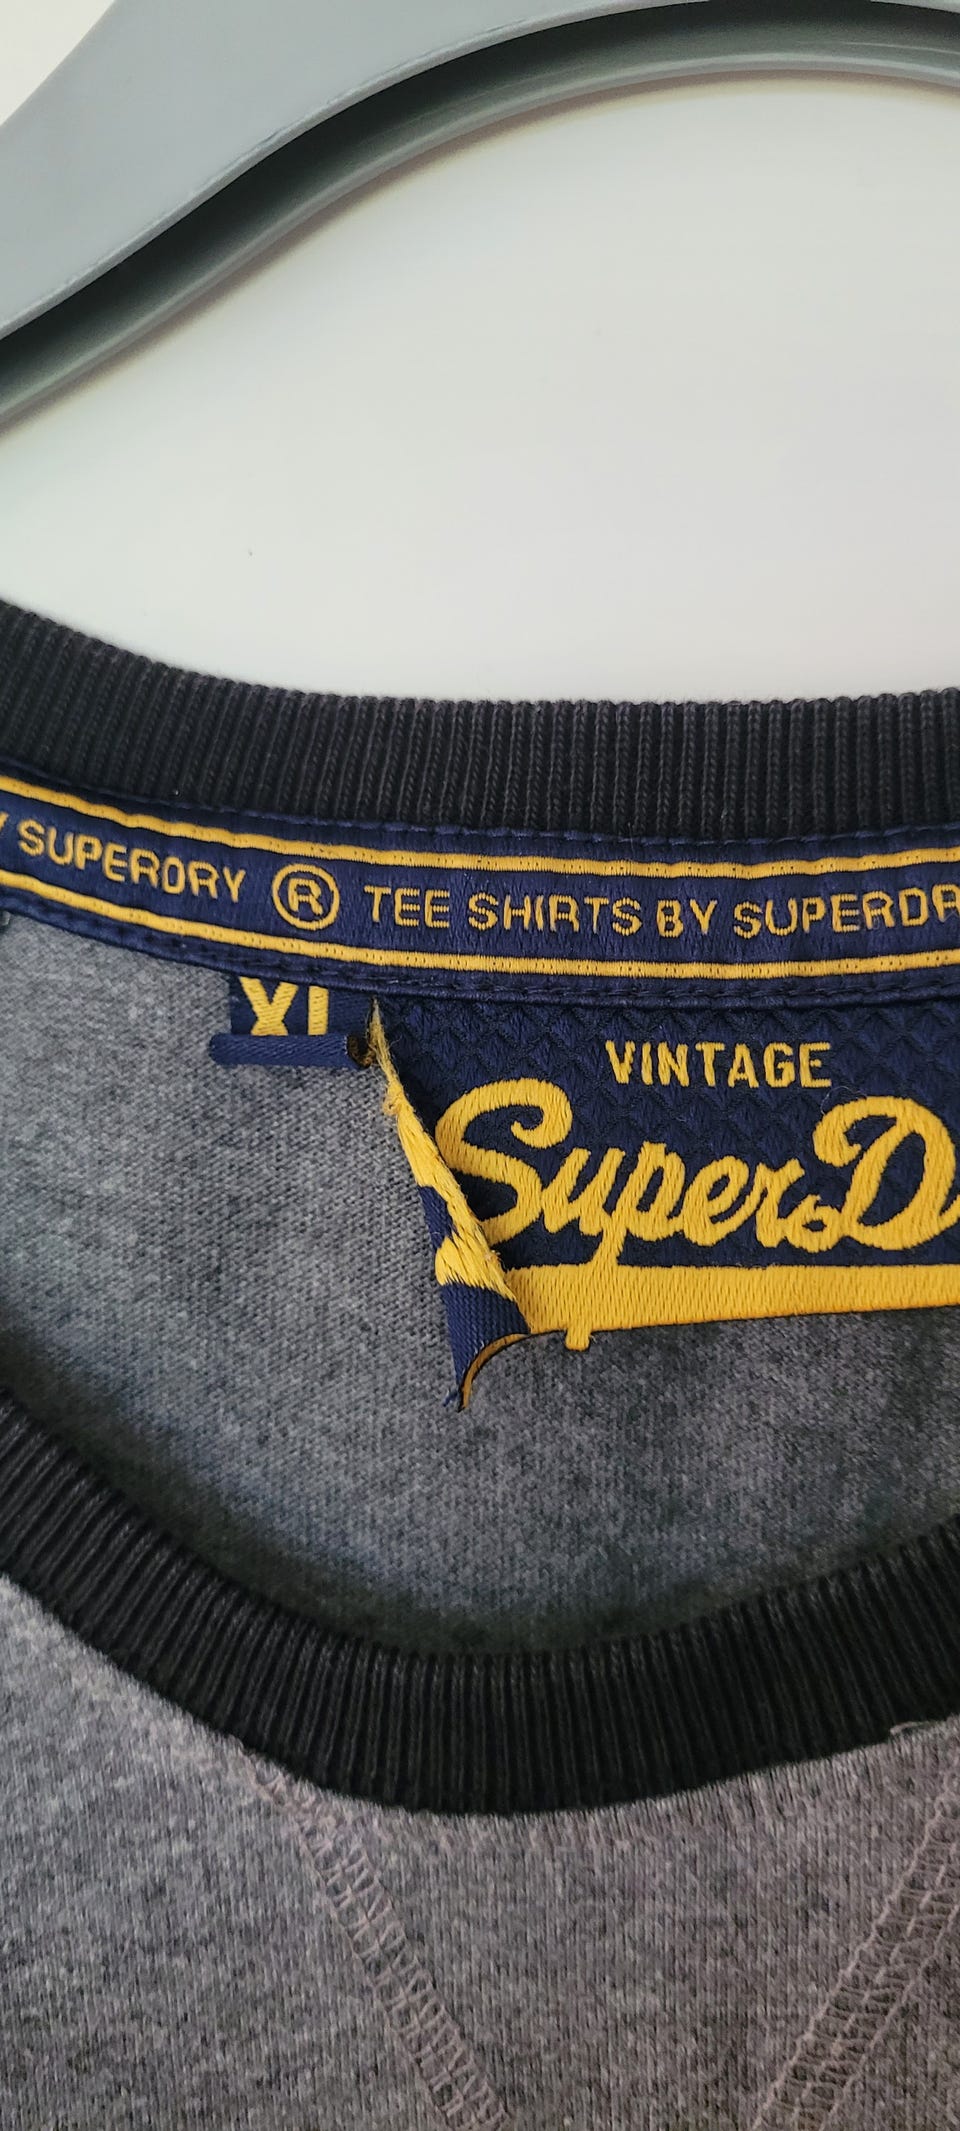 Y SUPERDRY ® TEE SHIRTS BY SUPERDR
XL
VINTAGE
SuperD